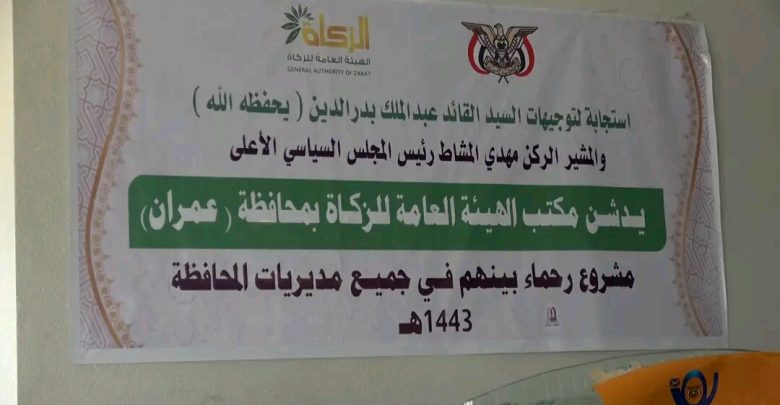 الزكاة
الهيئة العامة للزكاة
GENERAL AUTHORITY OF ZAKAT
استجابة لتوجيهات السيد القائد عبدالملك بدرالدين ( يحفظه الله )
والمشير الركن مهدي المشاط رئيس المجلس السياسي الأعلى
يدشن مكتب الهيئة العامة للزكاة بمحافظة ( عمران )
مشروع رحماء بينهم في جميع مديريات المحافظة
1443هـ